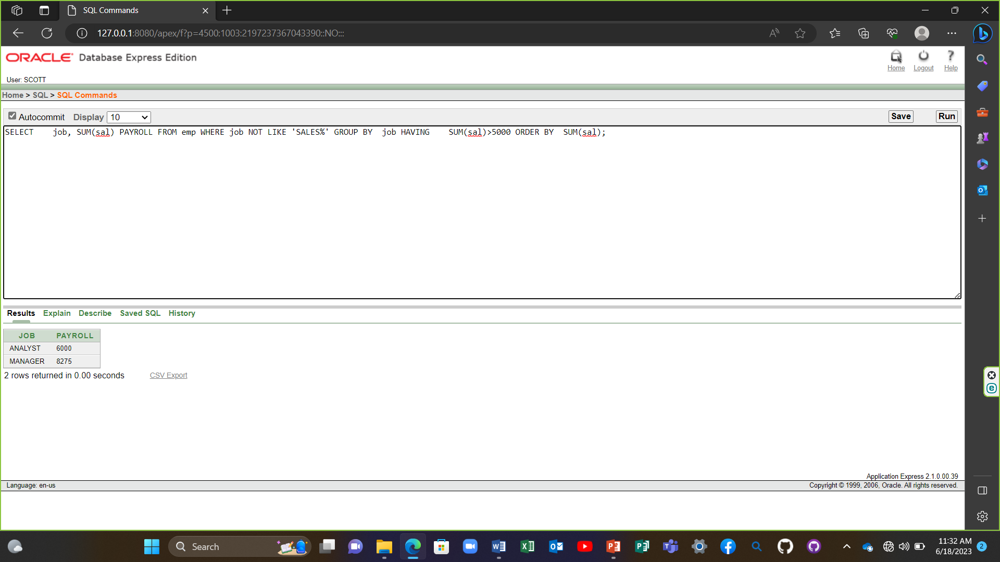 SQL Commands
127.0.0.1:8080/apex/f?p=4500:1003:2197237367043390::NO:::
ORACLE Database Express Edition
Home Logout Help
User: SCOTT
Home > SQL > SQL Commands
Autocommit Display 10 Save Run
SELECT job, SUM(sal) PAYROLL FROM emp WHERE job NOT LIKE 'SALES%' GROUP BY job HAVING SUM(sal)>5000 ORDER BY SUM(sal);
Results Explain Describe Saved SQL History
JOB PAYROLL
ANALYST 6000
MANAGER 8275
2 rows returned in 0.00 seconds CSV Export
Application Express 2.1.0.00.39
Language: en-us Copyright © 1999, 2006, Oracle. All rights reserved.
Search
11:32 AM
6/18/2023 2